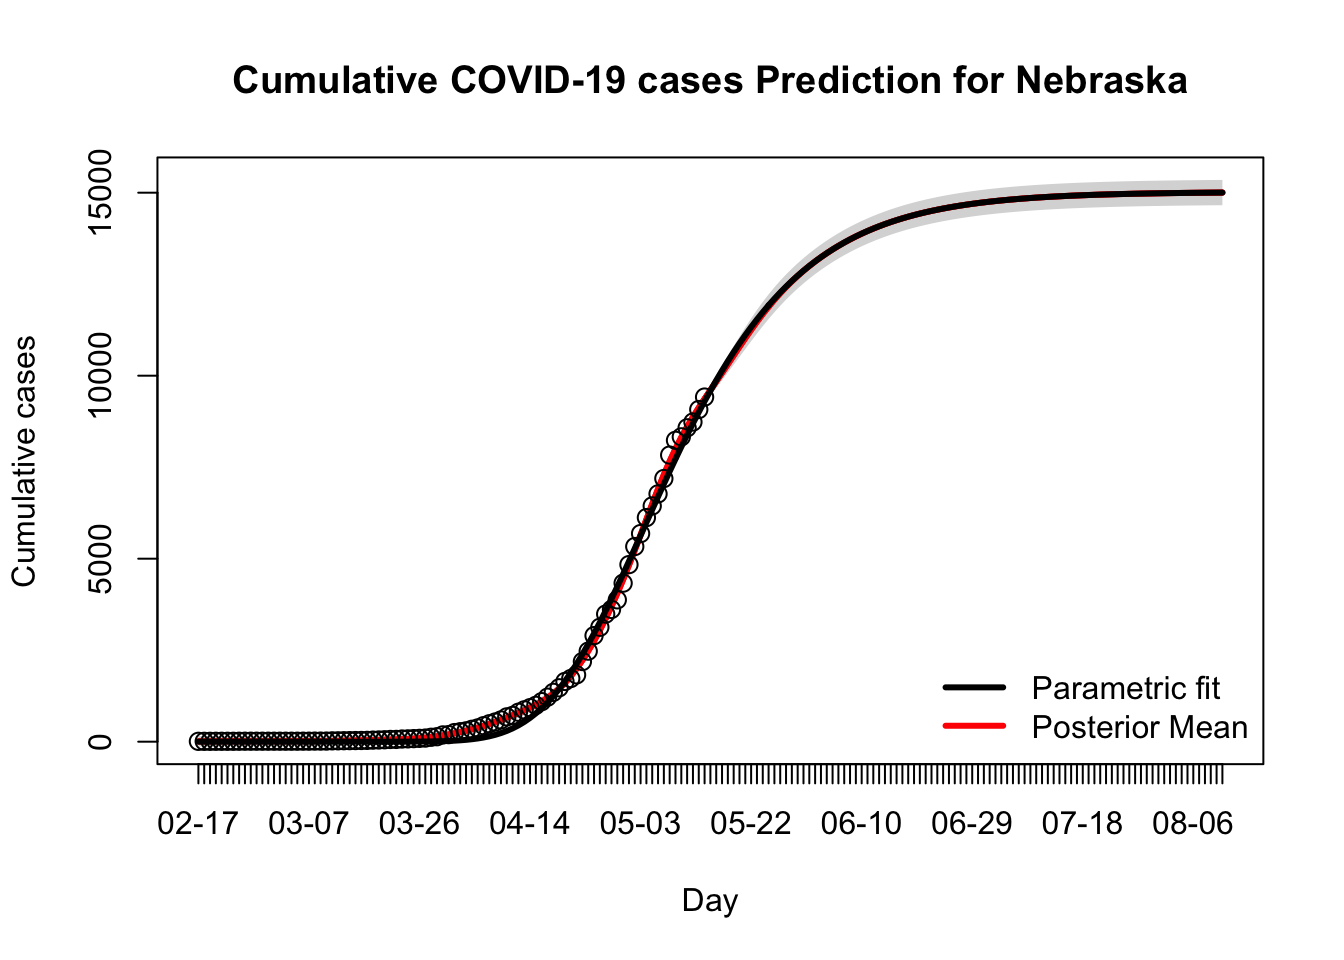 Cumulative COVID-19 cases Prediction for Nebraska
Cumulative cases
15000
10000
5000
0
Parametric fit
Posterior Mean
02-17 03-07 03-26 04-14 05-03 05-22 06-10 06-29 07-18 08-06
Day